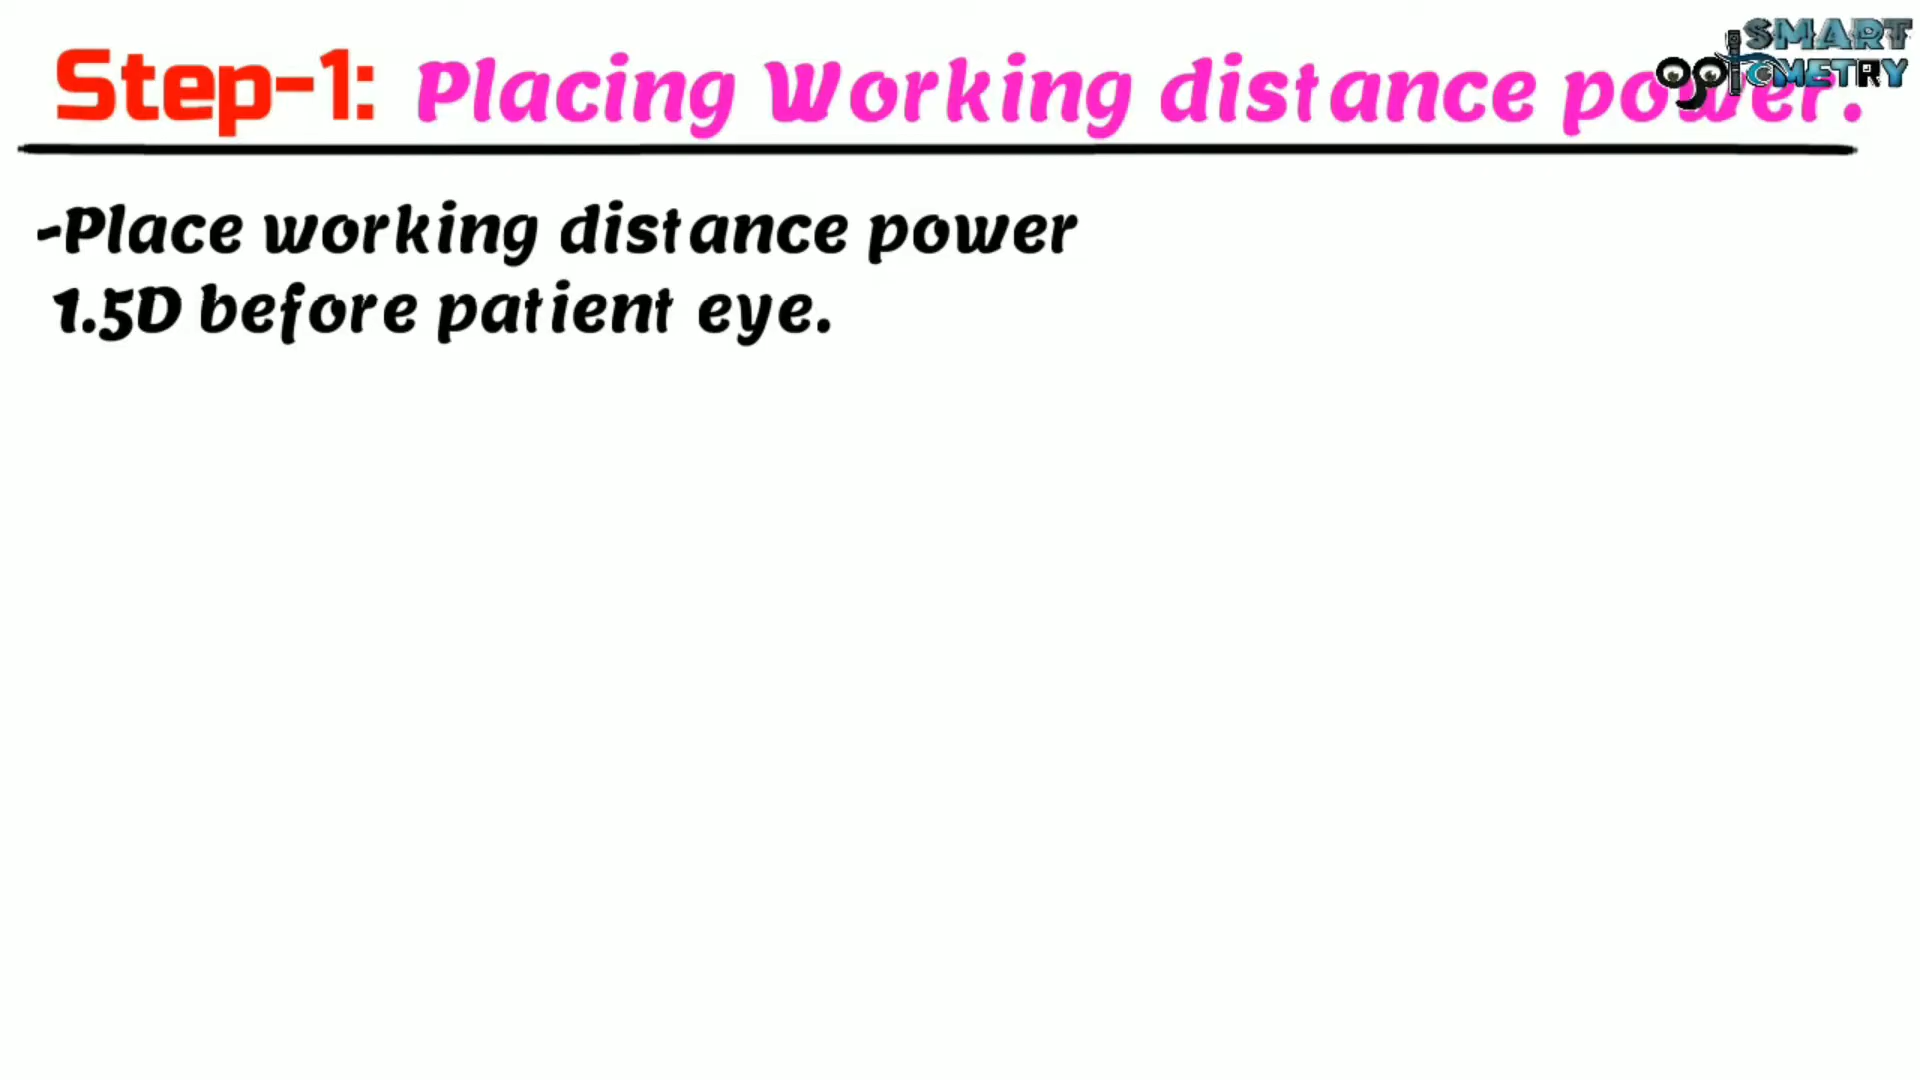 SMART
OPTOMETRY
Step-1: Placing Working distance power.
-Place working distance power
1.5D before patient eye.